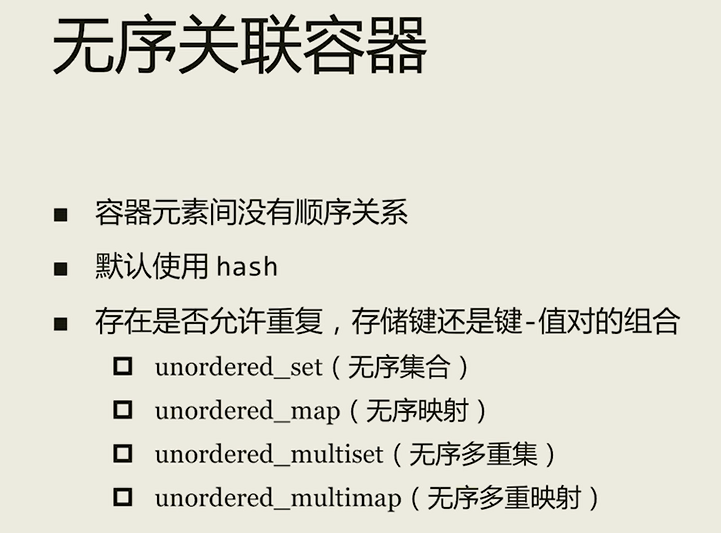 无序关联容器
容器元素间没有顺序关系
默认使用 hash
存在是否允许重复，存储键还是键-值对的组合
unordered_set（无序集合）
unordered_map（无序映射）
unordered_multiset（无序多重集）
unordered_multimap（无序多重映射）